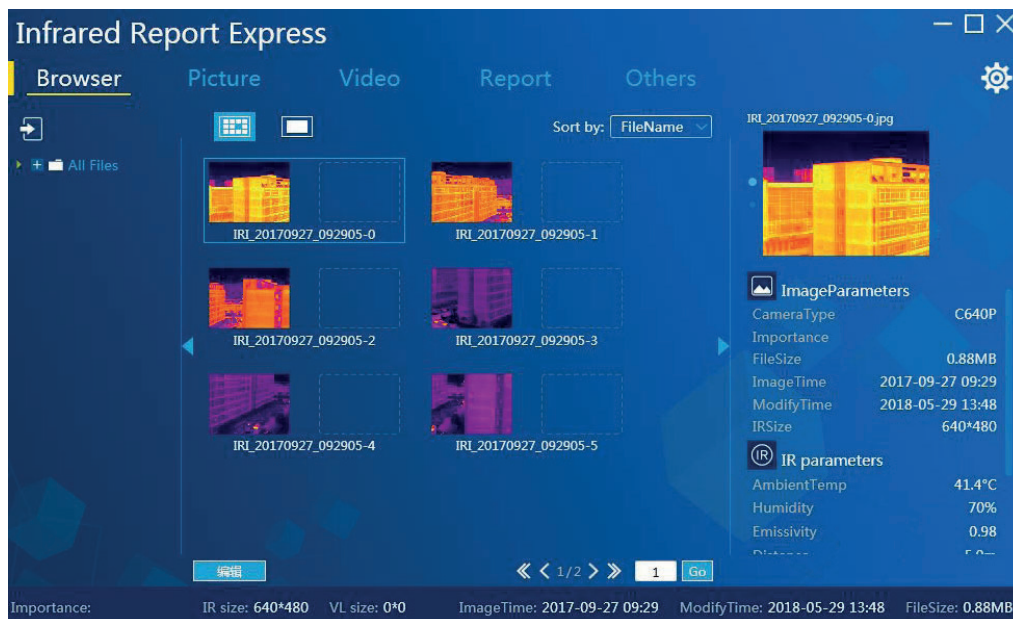 Infrared Report Express
Browser Picture Video Report Others
Sort by: FileName
All Files
IRI_20170927_092905-0 IRI_20170927_092905-1
IRI_20170927_092905-2 IRI_20170927_092905-3
IRI_20170927_092905-4 IRI_20170927_092905-5
编辑
1/2 1 Go
IRI_20170927_092905-0.jpg
ImageParameters
CameraType C640P
Importance
FileSize 0.88MB
ImageTime 2017-09-27 09:29
ModifyTime 2018-05-29 13:48
IRSize 640*480
IR IR parameters
AmbientTemp 41.4°C
Humidity 70%
Emissivity 0.98
Importance: IR size: 640*480 VL size: 0*0 ImageTime: 2017-09-27 09:29 ModifyTime: 2018-05-29 13:48 FileSize: 0.88MB